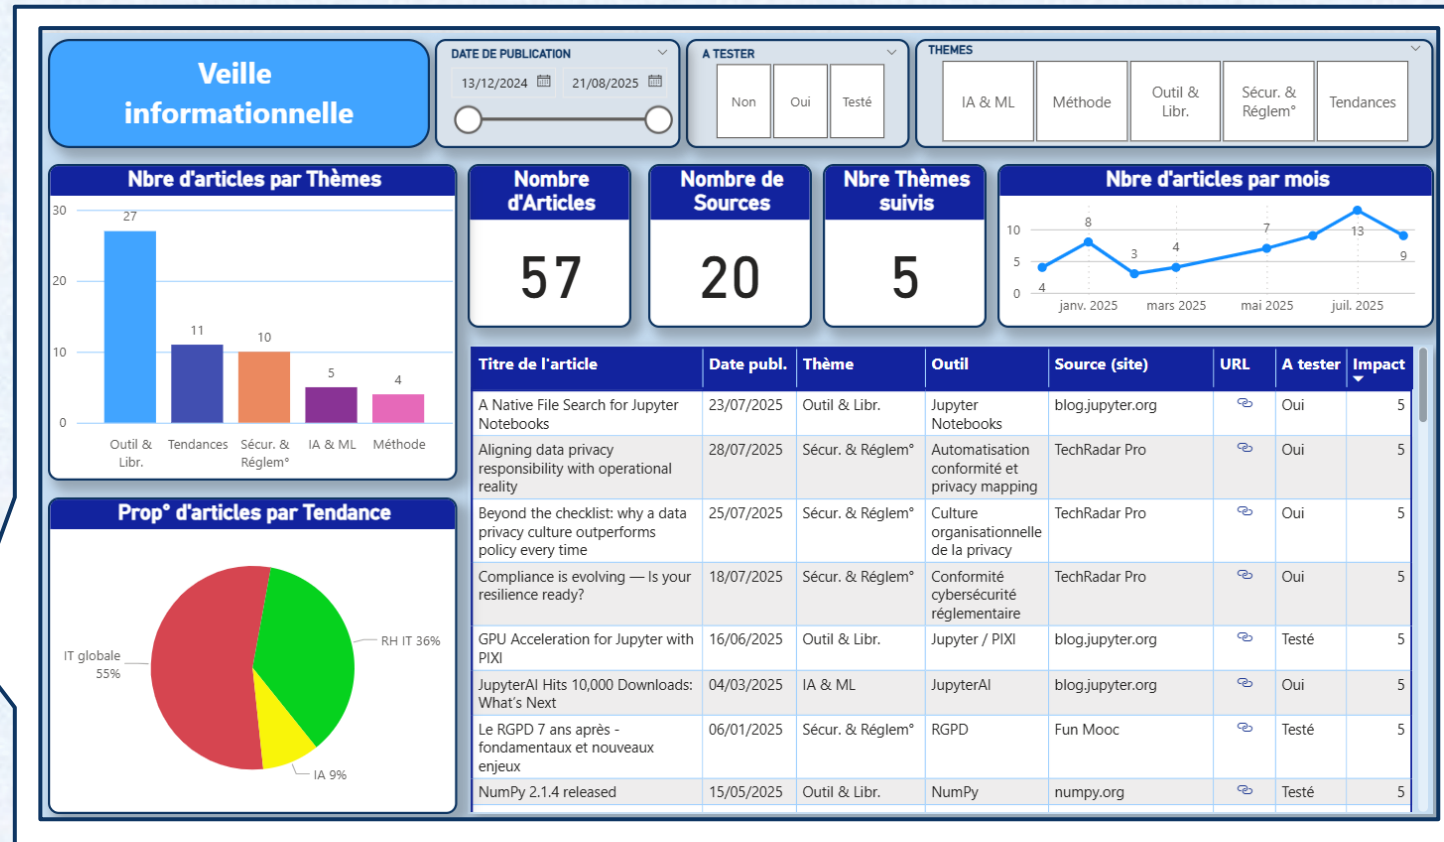 Veille
informationnelle
DATE DE PUBLICATION
13/12/2024
21/08/2025
A TESTER
Non
Oui
Testé
THEMES
IA & ML
Méthode
Outil &
Libr.
Sécur. &
Réglem°
Tendances
Nbre d'articles par Thèmes
30
20
10
0
27
11
10
5
4
Outil &
Libr.
Tendances
Sécur. &
Réglem°
IA & ML
Méthode
Nombre
d'Articles
57
Nombre de
Sources
20
Nbre Thèmes
suivis
5
Nbre d'articles par mois
10
5
0
4
8
3
4
7
13
9
janv. 2025
mars 2025
mai 2025
juil. 2025
Prop° d'articles par Tendance
IT globale
55%
RH IT 36%
IA 9%
Titre de l'article Date publ. Thème Outil Source (site) URL A tester Impact
A Native File Search for Jupyter 23/07/2025 Outil & Libr. Jupyter blog.jupyter.org Oui 5
Notebooks Notebooks
Aligning data privacy 28/07/2025 Sécur. & Réglem° Automatisation TechRadar Pro Oui 5
responsibility with operational conformité et
reality privacy mapping
Beyond the checklist: why a data 25/07/2025 Sécur. & Réglem° Culture TechRadar Pro Oui 5
privacy culture outperforms organisationnelle
policy every time de la privacy
Compliance is evolving — Is your 18/07/2025 Sécur. & Réglem° Conformité TechRadar Pro Oui 5
resilience ready? cybersécurité
réglementaire
GPU Acceleration for Jupyter with 16/06/2025 Outil & Libr. Jupyter / PIXI blog.jupyter.org Testé 5
PIXI
JupyterAI Hits 10,000 Downloads: 04/03/2025 IA & ML JupyterAI blog.jupyter.org Oui 5
What's Next
Le RGPD 7 ans après - 06/01/2025 Sécur. & Réglem° RGPD Fun Mooc Testé 5
fondamentaux et nouveaux
enjeux
NumPy 2.1.4 released 15/05/2025 Outil & Libr. NumPy numpy.org Testé 5